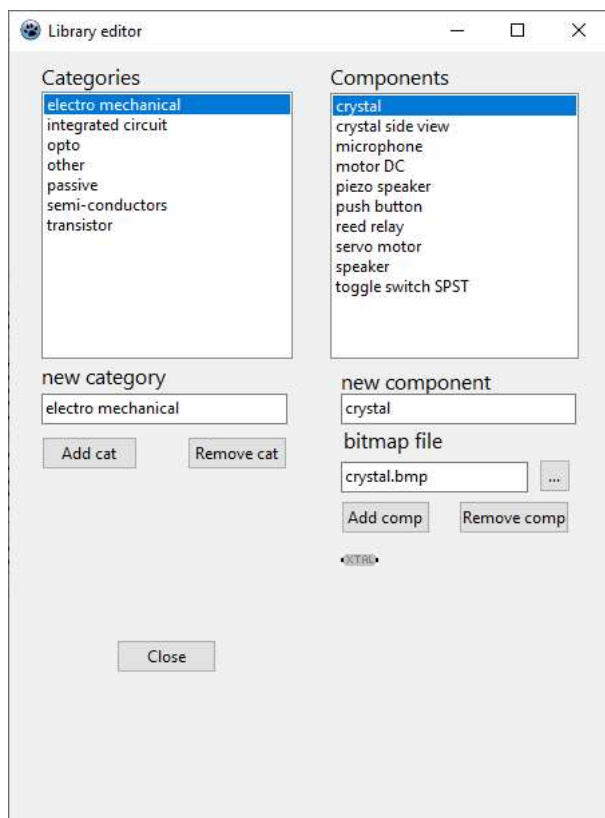 Library editor
Categories
electro mechanical
integrated circuit
opto
other
passive
semi-conductors
transistor
Components
crystal
crystal side view
microphone
motor DC
piezo speaker
push button
reed relay
servo motor
speaker
toggle switch SPST
new category
electro mechanical
Add cat Remove cat
new component
crystal
bitmap file
crystal.bmp ...
Add comp Remove comp
XTAL
Close